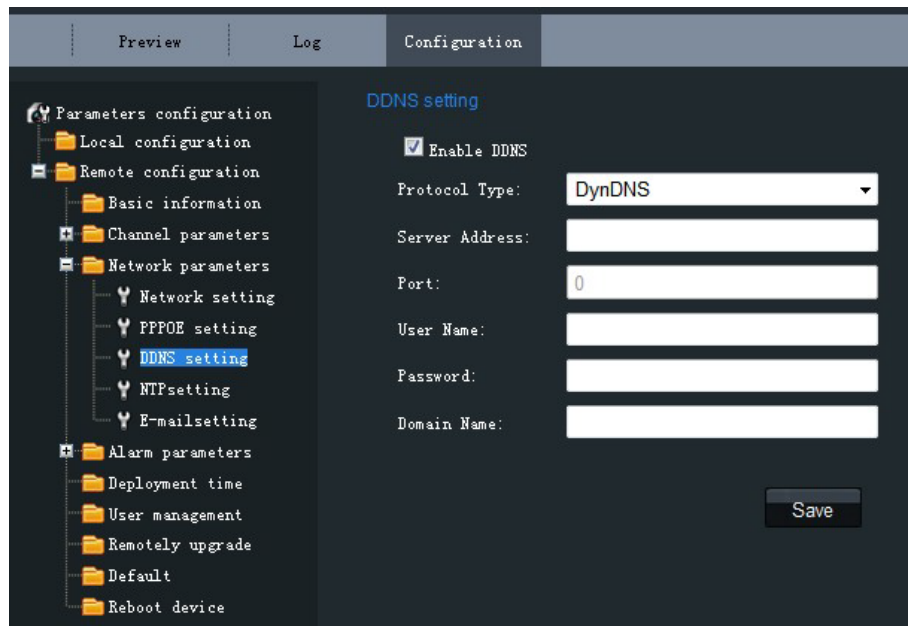 Preview
Log
Configuration
Parameters configuration
Local configuration
Remote configuration
Basic information
Channel parameters
Network parameters
Network setting
PPPOE setting
DDNS setting
NTPsetting
E-mailsetting
Alarm parameters
Deployment time
User management
Remotely upgrade
Default
Reboot device
DDNS setting
Enable DDNS
Protocol Type: DynDNS
Server Address:
Port: 0
User Name:
Password:
Domain Name:
Save